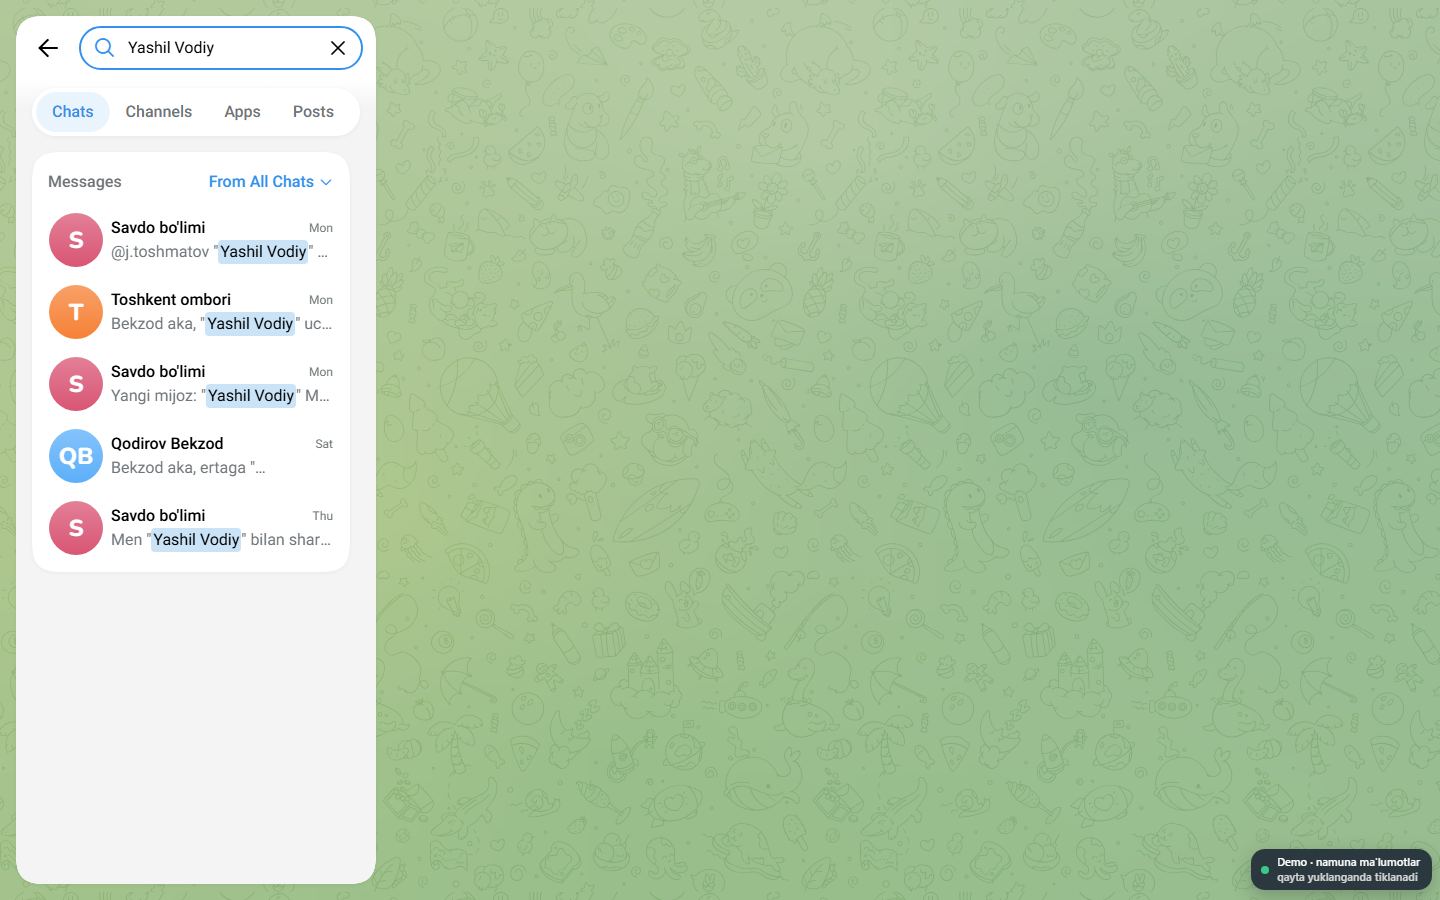 Yashil Vodiy
Chats Channels Apps Posts
Messages From All Chats
S Savdo bo'limi Mon
@j.toshmatov "Yashil Vodiy" ...
T Toshkent ombori Mon
Bekzod aka, "Yashil Vodiy" uc...
S Savdo bo'limi Mon
Yangi mijoz: "Yashil Vodiy" M...
QB Qodirov Bekzod Sat
Bekzod aka, ertaga "...
S Savdo bo'limi Thu
Men "Yashil Vodiy" bilan shar...
Demo · namuna ma'lumotlar
qayta yuklanganda tiklanadi